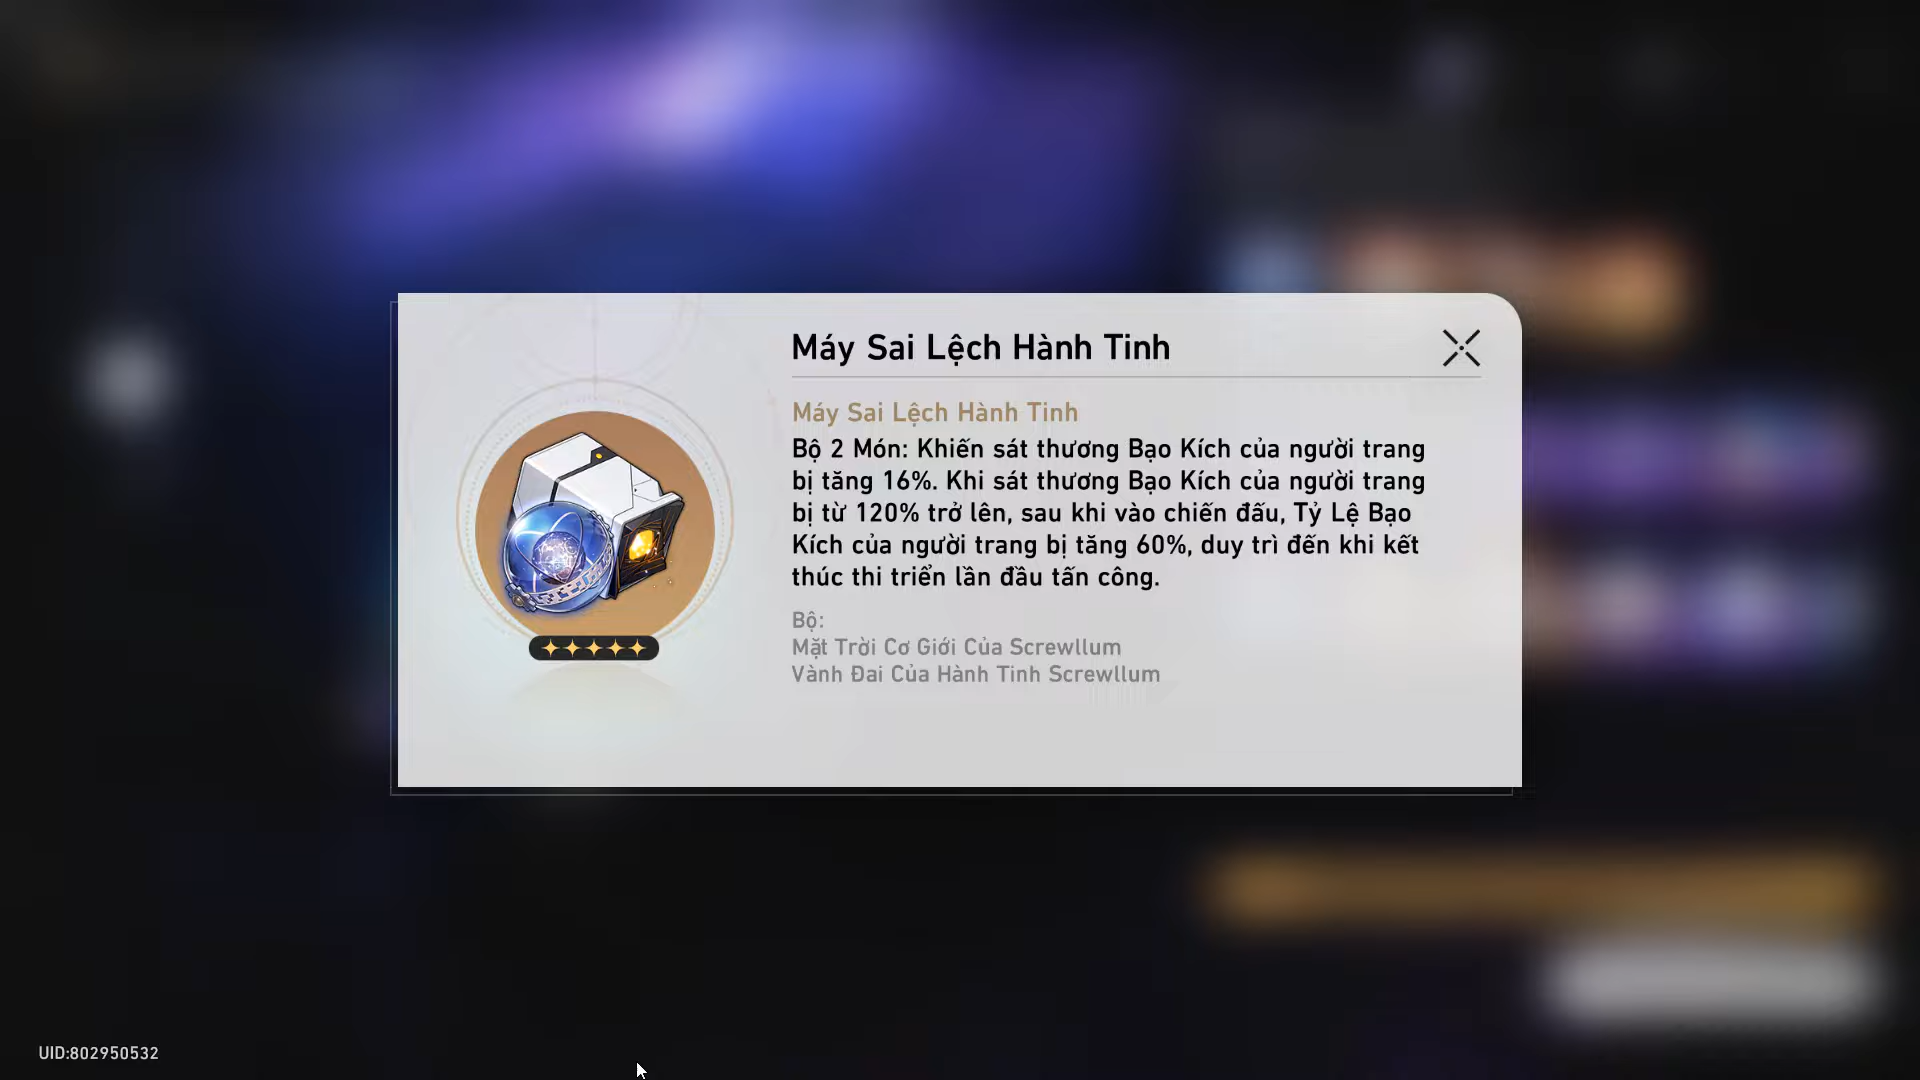 Máy Sai Lệch Hành Tinh
Máy Sai Lệch Hành Tinh
Bộ 2 Món: Khiến sát thương Bạo Kích của người trang
bị tăng 16%. Khi sát thương Bạo Kích của người trang
bị từ 120% trở lên, sau khi vào chiến đấu, Tỷ Lệ Bạo
Kích của người trang bị tăng 60%, duy trì đến khi kết
thúc thi triển lần đầu tấn công.
Bộ:
Mặt Trời Cơ Giới Của Screwllum
Vành Đai Của Hành Tinh Screwllum
UID:802950532